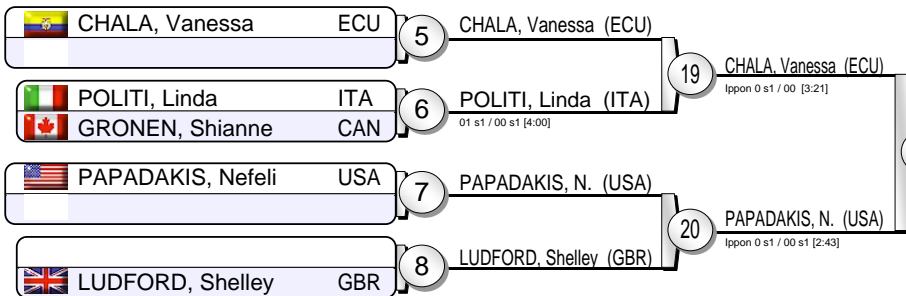 CHALA, Vanessa ECU
5
CHALA, Vanessa (ECU)
19
CHALA, Vanessa (ECU)
Ippon 0 s1 / 00 [3:21]
POLITI, Linda ITA
GRONEN, Shianne CAN
6
POLITI, Linda (ITA)
01 s1 / 00 s1 [4:00]
PAPADAKIS, Nefeli USA
7
PAPADAKIS, N. (USA)
20
PAPADAKIS, N. (USA)
Ippon 0 s1 / 00 s1 [2:43]
LUDFORD, Shelley GBR
8
LUDFORD, Shelley (GBR)